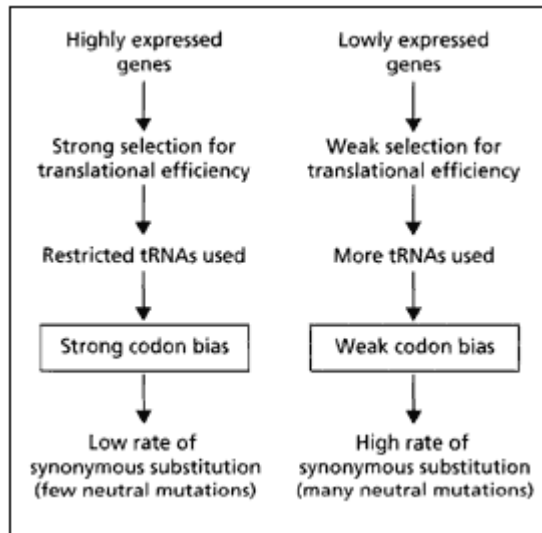 Highly expressed
genes
Strong selection for
translational efficiency
Restricted tRNAs used
Strong codon bias
Low rate of
synonymous substitution
(few neutral mutations)
Lowly expressed
genes
Weak selection for
translational efficiency
More tRNAs used
Weak codon bias
High rate of
synonymous substitution
(many neutral mutations)